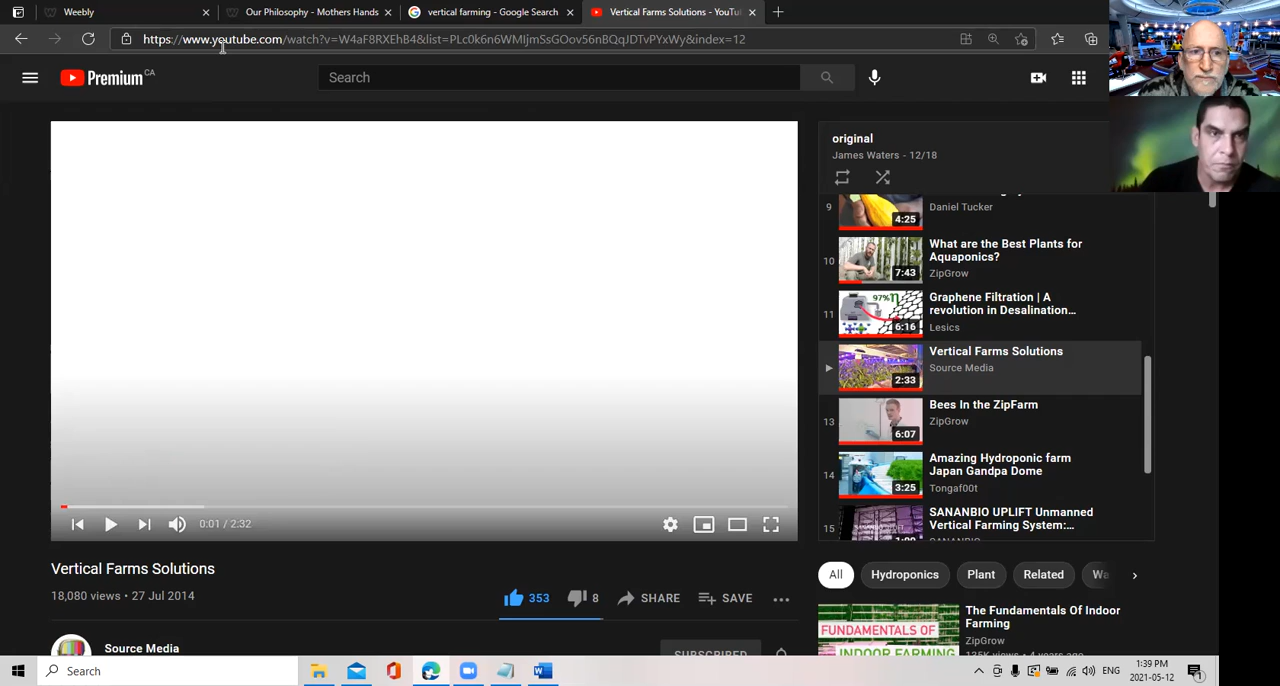 Weebly
Our Philosophy - Mothers Hands
vertical farming - Google Search
Vertical Farms Solutions - YouTu
https://www.youtube.com/watch?v=W4aF8RXEhB4&list=PLc0k6n6WMIjmSsGOov56nBQqJDTvPYxWy&index=12
Premium CA
Search
original
James Waters - 12/18
9
4:25
Daniel Tucker
10
7:43
What are the Best Plants for
Aquaponics?
ZipGrow
11
97%
6:16
Graphene Filtration | A
revolution in Desalination...
Lesics
2:33
Vertical Farms Solutions
Source Media
13
6:07
Bees In the ZipFarm
ZipGrow
14
3:25
Amazing Hydroponic farm
Japan Gandpa Dome
Tongaf00t
15
SANANBIO UPLIFT Unmanned
Vertical Farming System:...
0:01 / 2:32
Vertical Farms Solutions
18,080 views • 27 Jul 2014
353
8
SHARE
SAVE
Source Media
SUBSCRIBED
All
Hydroponics
Plant
Related
Wa
FUNDAMENTALS OF
INDOOR FARMING
The Fundamentals Of Indoor
Farming
ZipGrow
Search
ENG
1:39 PM
2021-05-12
1